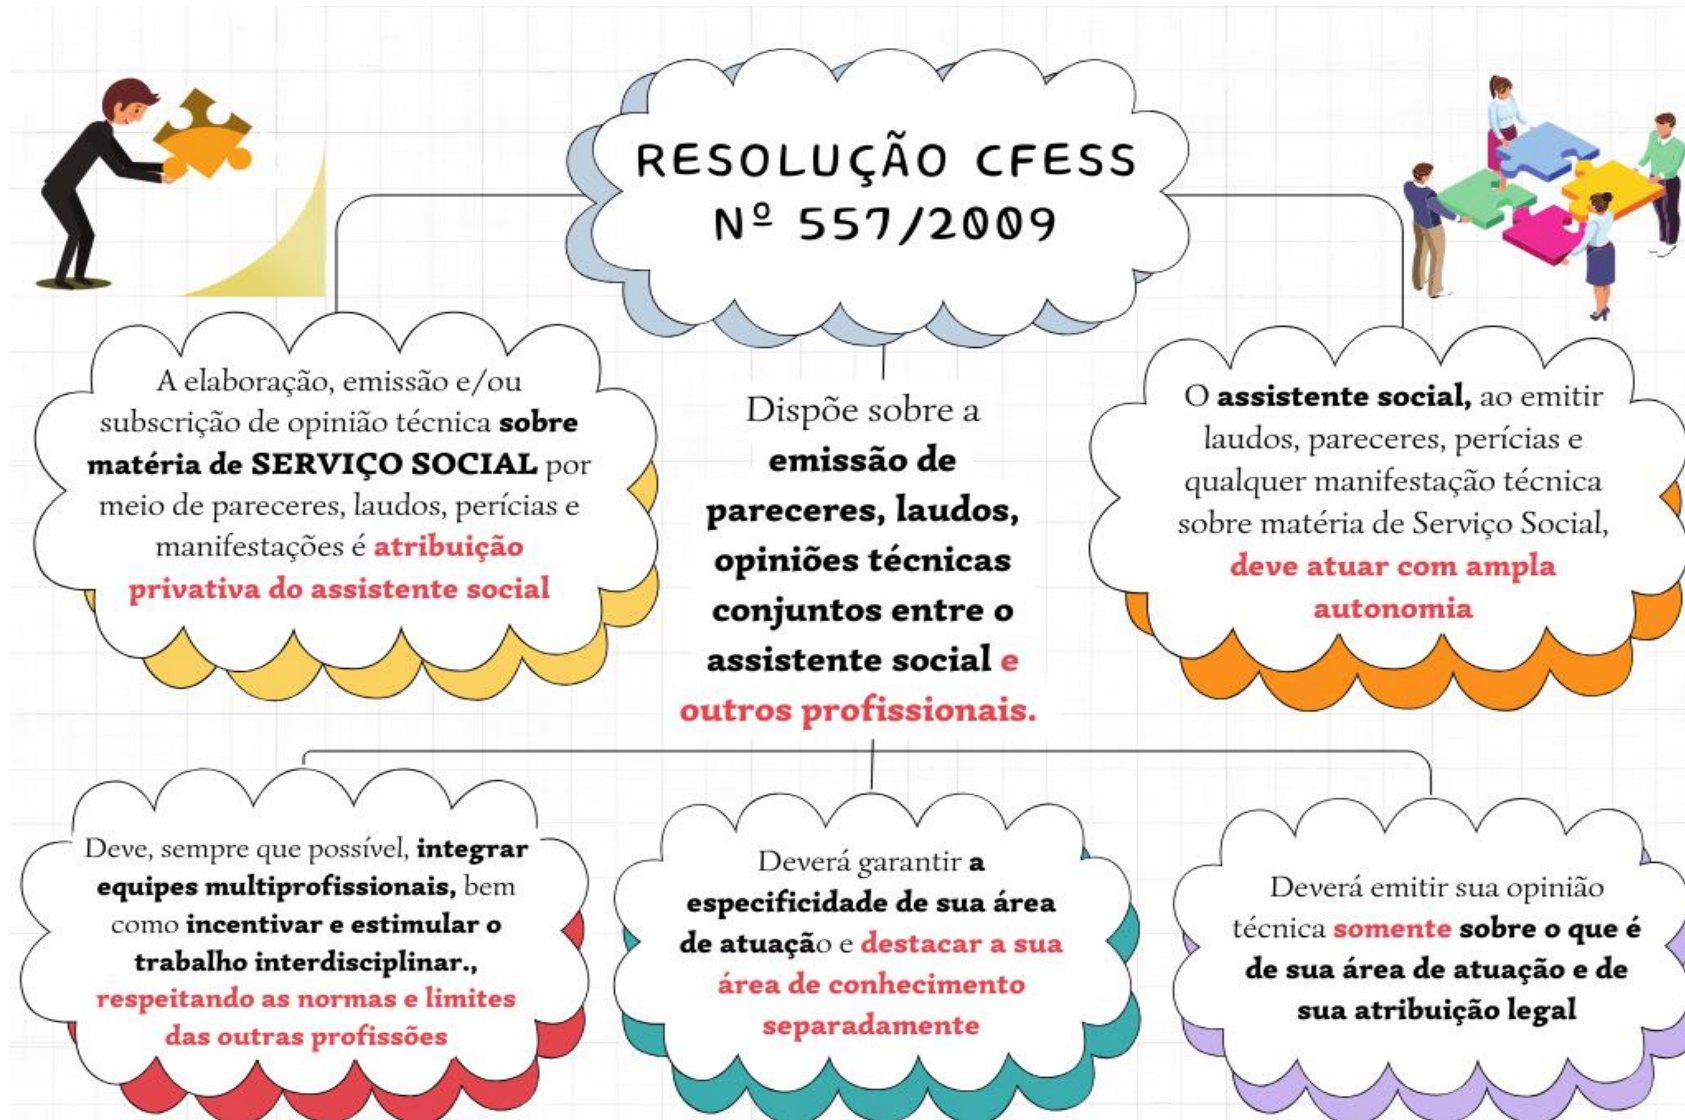 RESOLUÇÃO CFESS
Nº 557/2009
A elaboração, emissão e/ou
subscrição de opinião técnica sobre
matéria de SERVIÇO SOCIAL por
meio de pareceres, laudos, perícias e
manifestações é atribuição
privativa do assistente social
Dispõe sobre a
emissão de
pareceres, laudos,
opiniões técnicas
conjuntos entre o
assistente social e
outros profissionais.
O assistente social, ao emitir
laudos, pareceres, perícias e
qualquer manifestação técnica
sobre matéria de Serviço Social,
deve atuar com ampla
autonomia
Deve, sempre que possível, integrar
equipes multiprofissionais, bem
como incentivar e estimular o
trabalho interdisciplinar.,
respeitando as normas e limites
das outras profissões
Deverá garantir a
especificidade de sua área
de atuação e destacar a sua
área de conhecimento
separadamente
Deverá emitir sua opinião
técnica somente sobre o que é
de sua área de atuação e de
sua atribuição legal